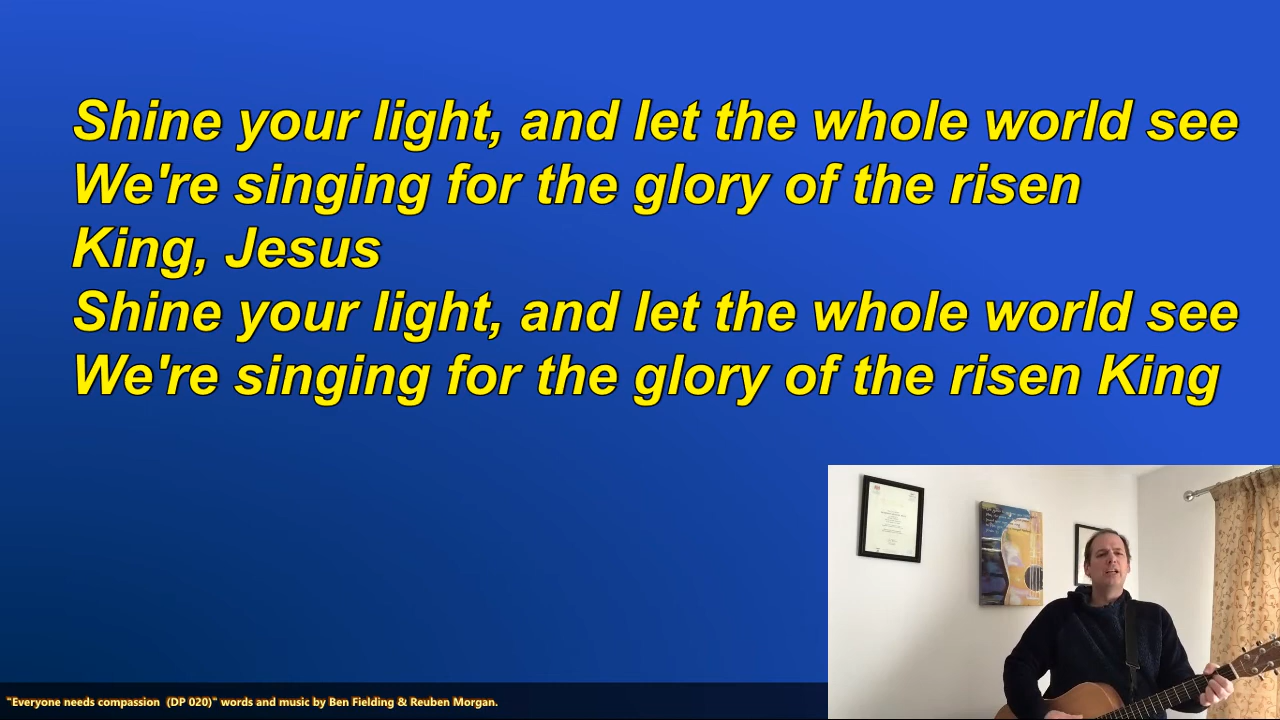 Shine your light, and let the whole world see
We're singing for the glory of the risen
King, Jesus
Shine your light, and let the whole world see
We're singing for the glory of the risen King
"Everyone needs compassion  (DP 020)" words and music by Ben Fielding & Reuben Morgan.